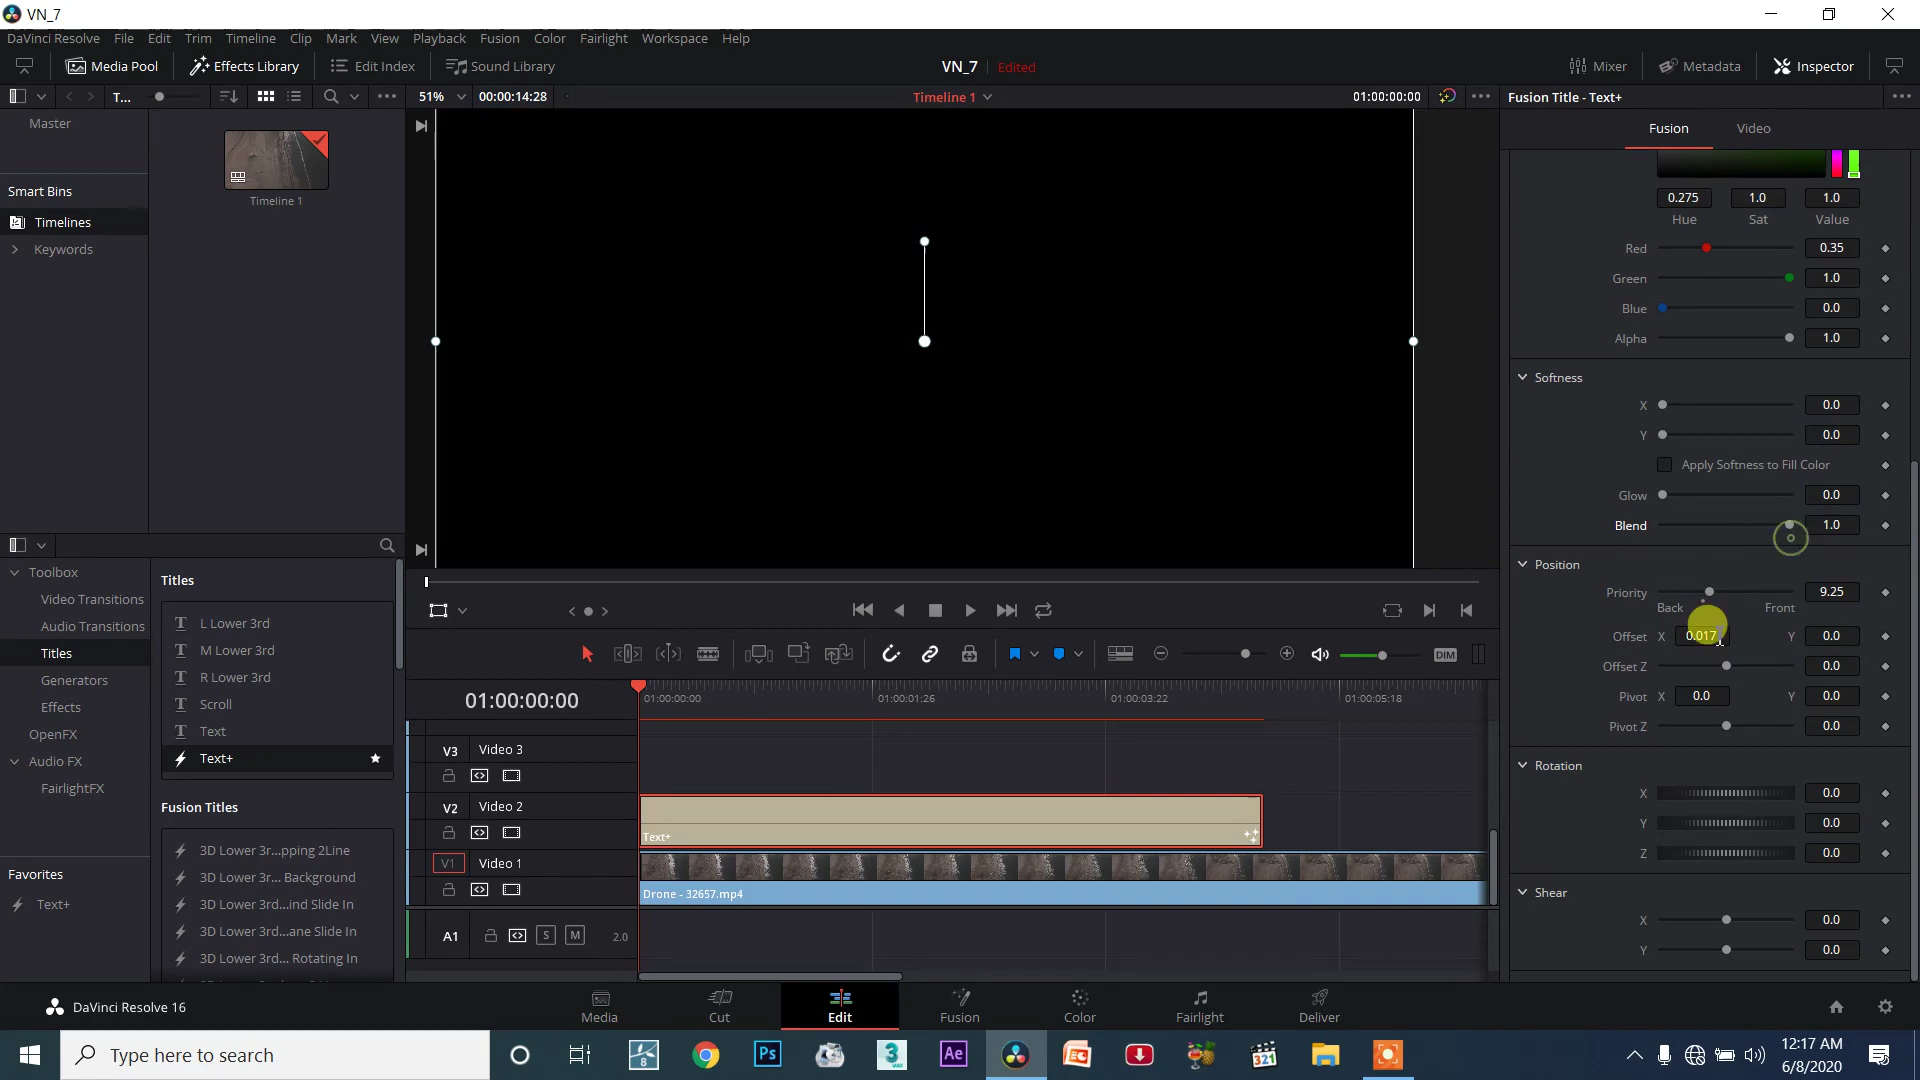 VN_7
DaVinci Resolve File Edit Trim Timeline Clip Mark View Playback Fusion Color Fairlight Workspace Help
Media Pool Effects Library Edit Index Sound Library VN_7 Edited Mixer Metadata Inspector
T... 51% 00:00:14:28 Timeline 1 01:00:00:00 Fusion Title - Text+
Master
Fusion Video
Smart Bins
Timelines
Keywords
Timeline 1
0.275 1.0 1.0
Hue Sat Value
Red 0.35
Green 1.0
Blue 0.0
Alpha 1.0
Softness
X 0.0
Y 0.0
Apply Softness to Fill Color
Glow 0.0
Blend 1.0
Position
Priority 9.25
Back Front
Offset X 0.017 Y 0.0
Offset Z 0.0
Pivot X 0.0 Y 0.0
Pivot Z 0.0
Rotation
X 0.0
Y 0.0
Z 0.0
Shear
X 0.0
Y 0.0
Toolbox
Video Transitions
Audio Transitions
Titles
Generators
Effects
OpenFX
Audio FX
FairlightFX
Favorites
Text+
Titles
L Lower 3rd
M Lower 3rd
R Lower 3rd
Scroll
Text
Text+
Fusion Titles
3D Lower 3r...pping 2Line
3D Lower 3r... Background
3D Lower 3rd...ind Slide In
3D Lower 3rd...ane Slide In
3D Lower 3rd... Rotating In
DIM
01:00:00:00 01:00:00:00 01:00:01:26 01:00:03:22 01:00:05:18
V3 Video 3
V2 Video 2
Text+
V1 Video 1
Drone - 32657.mp4
A1 S M 2.0
DaVinci Resolve 16
Media Cut Edit Fusion Color Fairlight Deliver
Type here to search
8
Ps
3
MAX
Ae
321
12:17 AM
6/8/2020